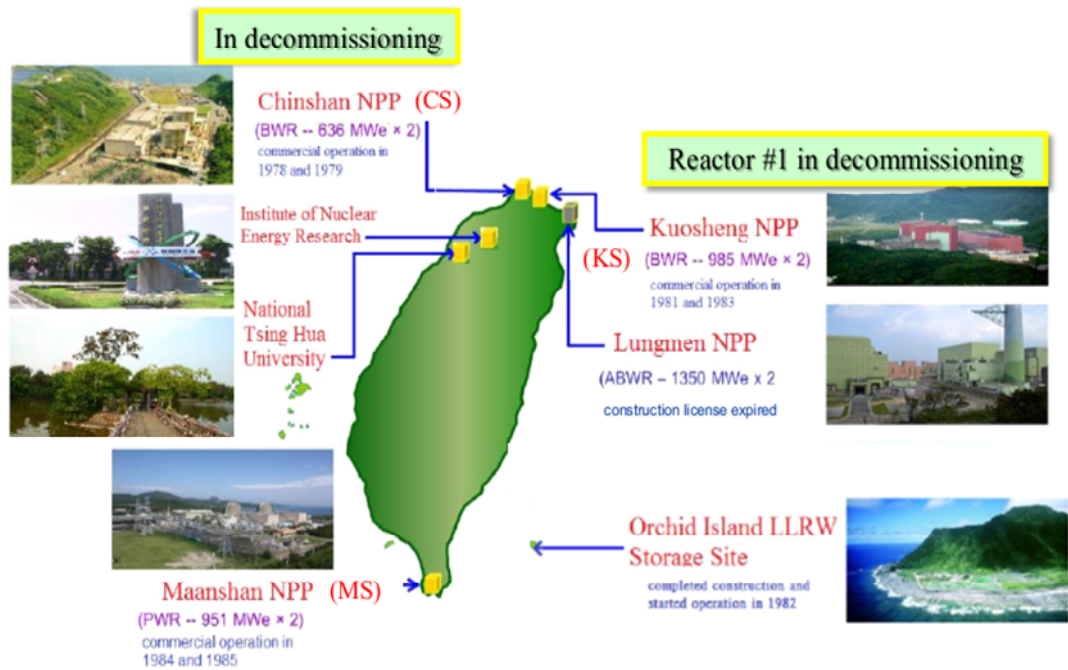 In decommissioning
Chinshan NPP (CS)
(BWR -- 636 MWe × 2)
commercial operation in
1978 and 1979
Reactor #1 in decommissioning
Institute of Nuclear
Energy Research
Kuosheng NPP
(KS)
(BWR -- 985 MWe × 2)
commercial operation in
1981 and 1983
National
Tsing Hua
University
Lungmen NPP
(ABWR – 1350 MWe x 2
construction license expired
Orchid Island LLRW
Storage Site
completed construction and
started operation in 1982
Maanshan NPP (MS)
(PWR -- 951 MWe × 2)
commercial operation in
1984 and 1985